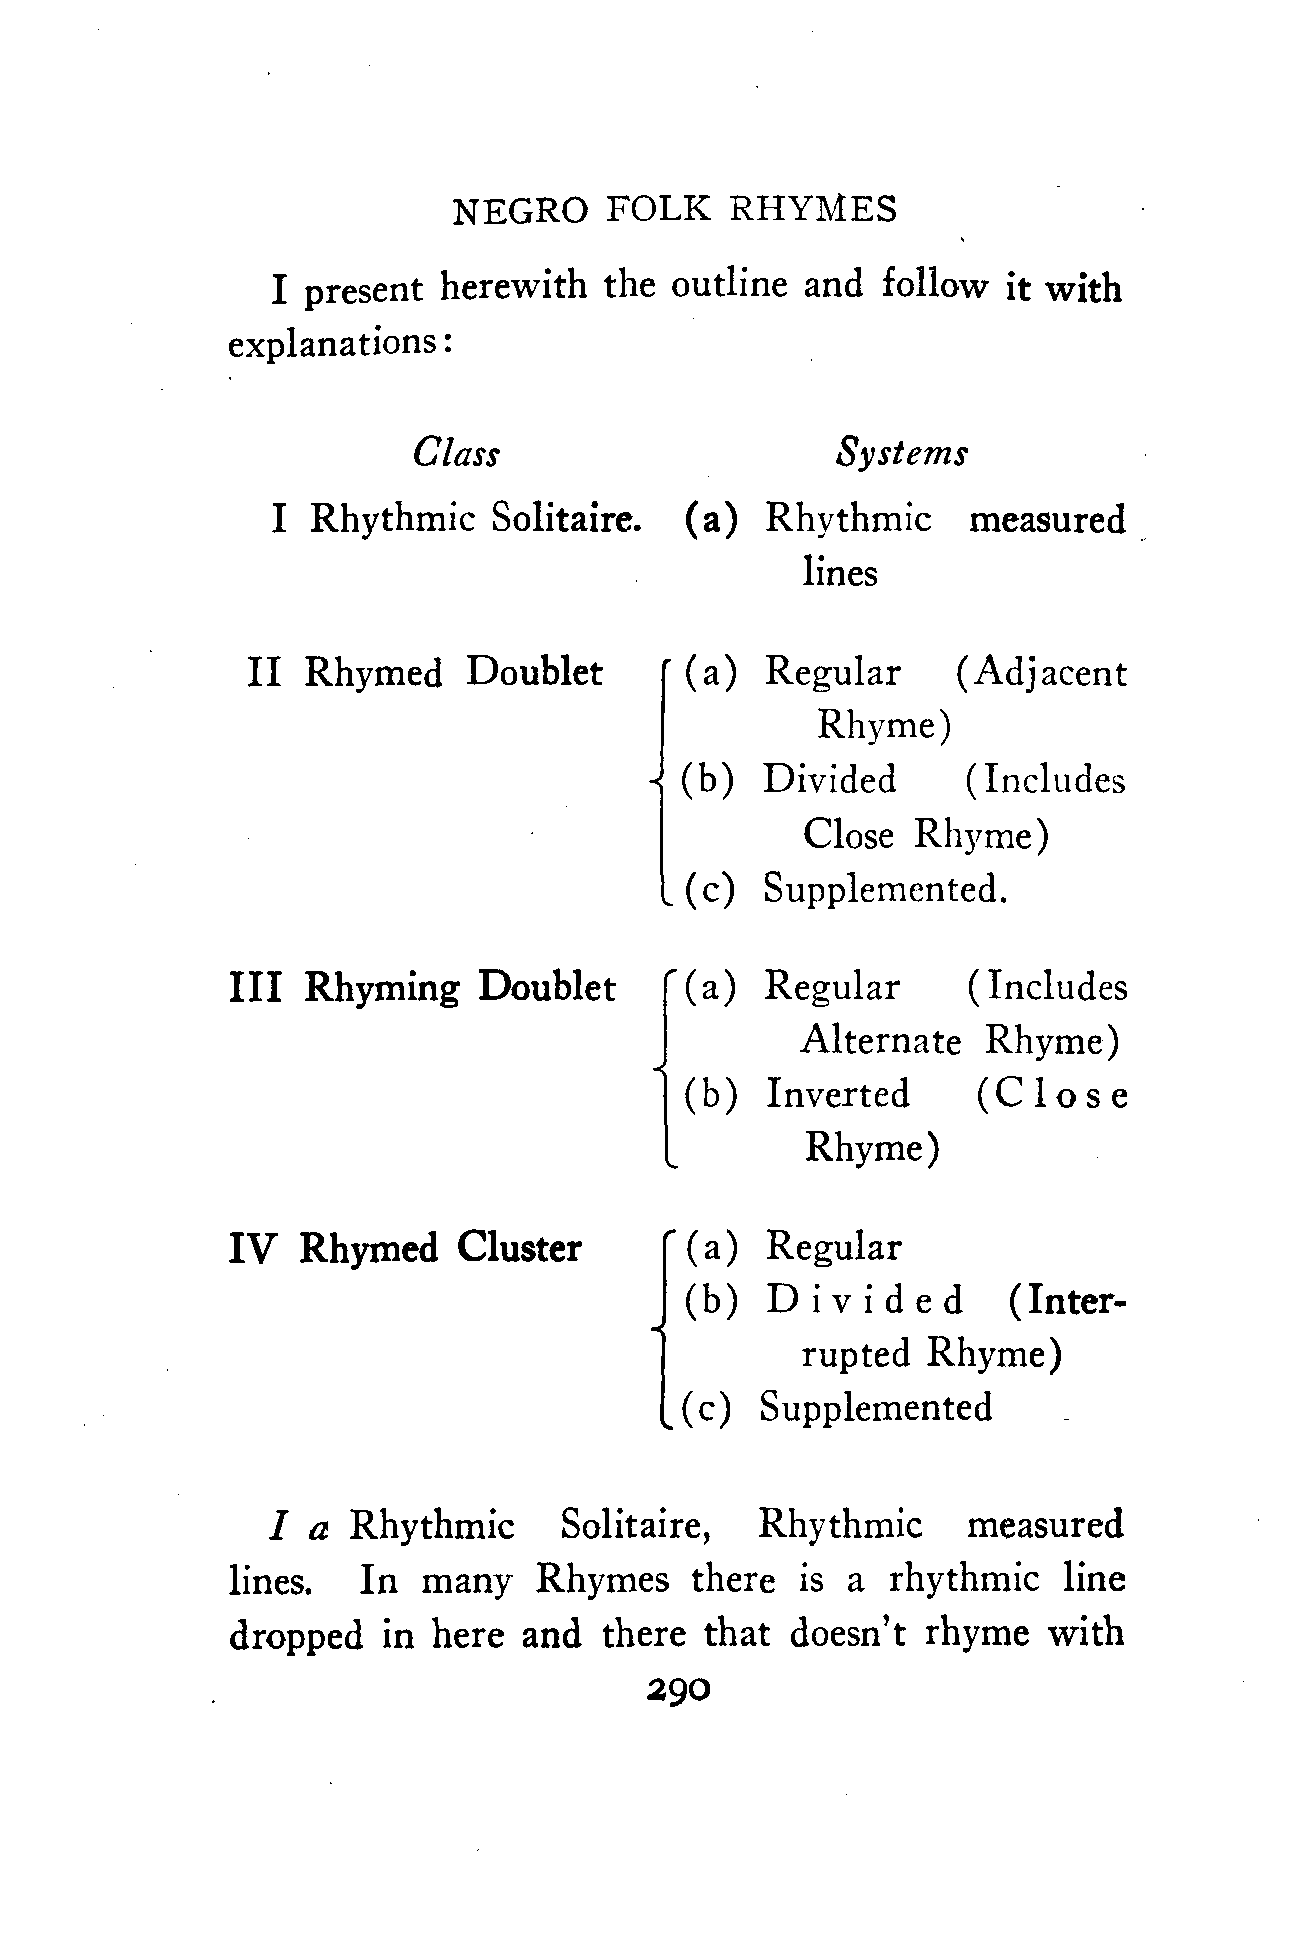 NEGRO FOLK RHYMES
I present herewith the outline and follow it with
explanations:
Class Systems
I Rhythmic Solitaire. (a) Rhythmic measured
lines
II Rhymed Doublet (a) Regular (Adjacent
Rhyme)
(b) Divided (Includes
Close Rhyme)
(c) Supplemented.
III Rhyming Doublet (a) Regular (Includes
Alternate Rhyme)
(b) Inverted (Close
Rhyme)
IV Rhymed Cluster (a) Regular
(b) Divided (Inter-
rupted Rhyme)
(c) Supplemented
I a Rhythmic Solitaire, Rhythmic measured
lines. In many Rhymes there is a rhythmic line
dropped in here and there that doesn't rhyme with
290